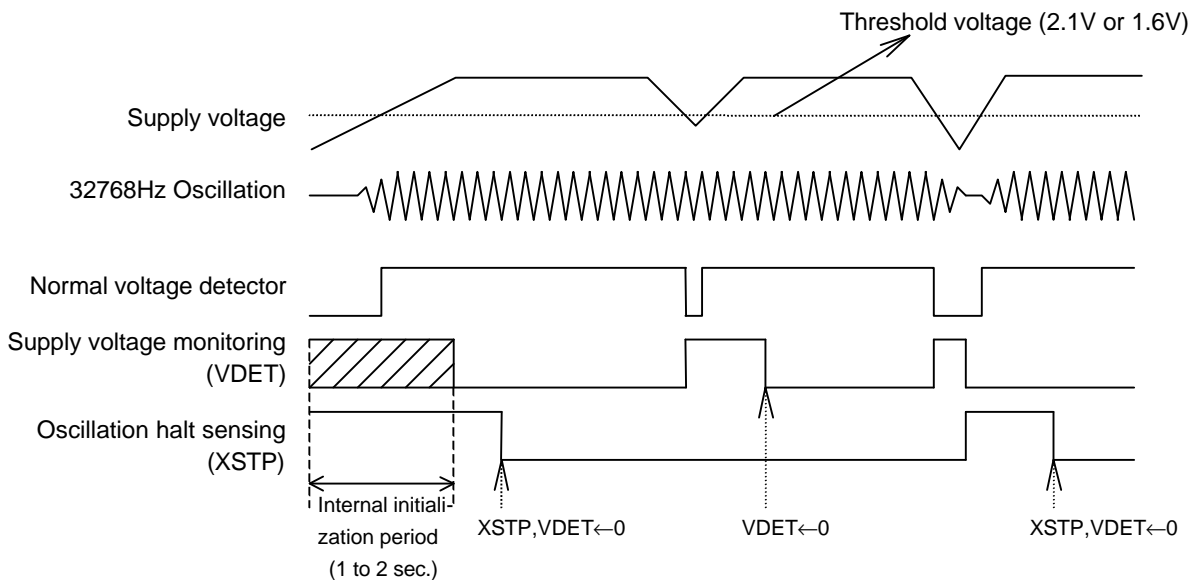 Threshold voltage (2.1V or 1.6V)
Supply voltage
32768Hz Oscillation
Normal voltage detector
Supply voltage monitoring
(VDET)
Oscillation halt sensing
(XSTP)
Internal initiali-
zation period
(1 to 2 sec.)
XSTP,VDET←0
VDET←0
XSTP,VDET←0